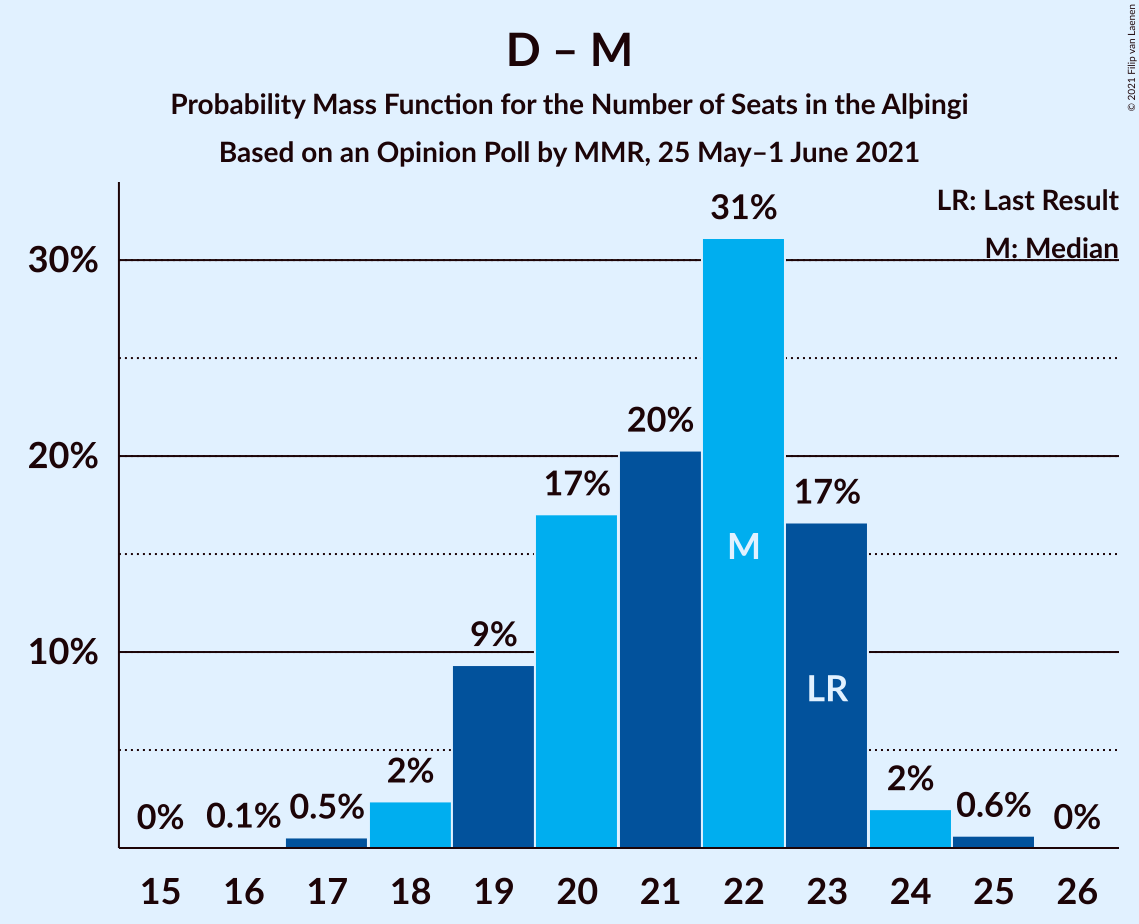 D – M
Probability Mass Function for the Number of Seats in the Alþingi
Based on an Opinion Poll by MMR, 25 May–1 June 2021
© 2021 Filip van Laenen
LR: Last Result
M: Median
30%
20%
10%
0%
0.1%
0.5%
2%
9%
17%
20%
31%
17%
2%
0.6%
0%
M
LR
15 16 17 18 19 20 21 22 23 24 25 26